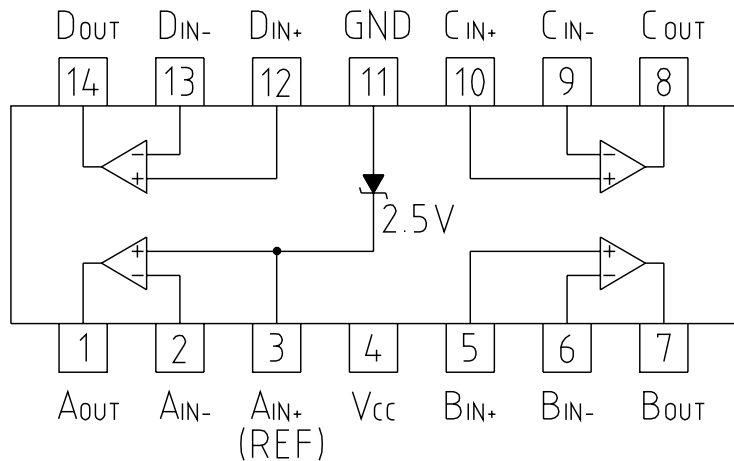 DOUT DIN- DIN+ GND CIN+ CIN- COUT
14 13 12 11 10 9 8
− −
+ +
2.5V
+ +
− −
1 2 3 4 5 6 7
AOUT AIN- AIN+ VCC BIN+ BIN- BOUT
(REF)